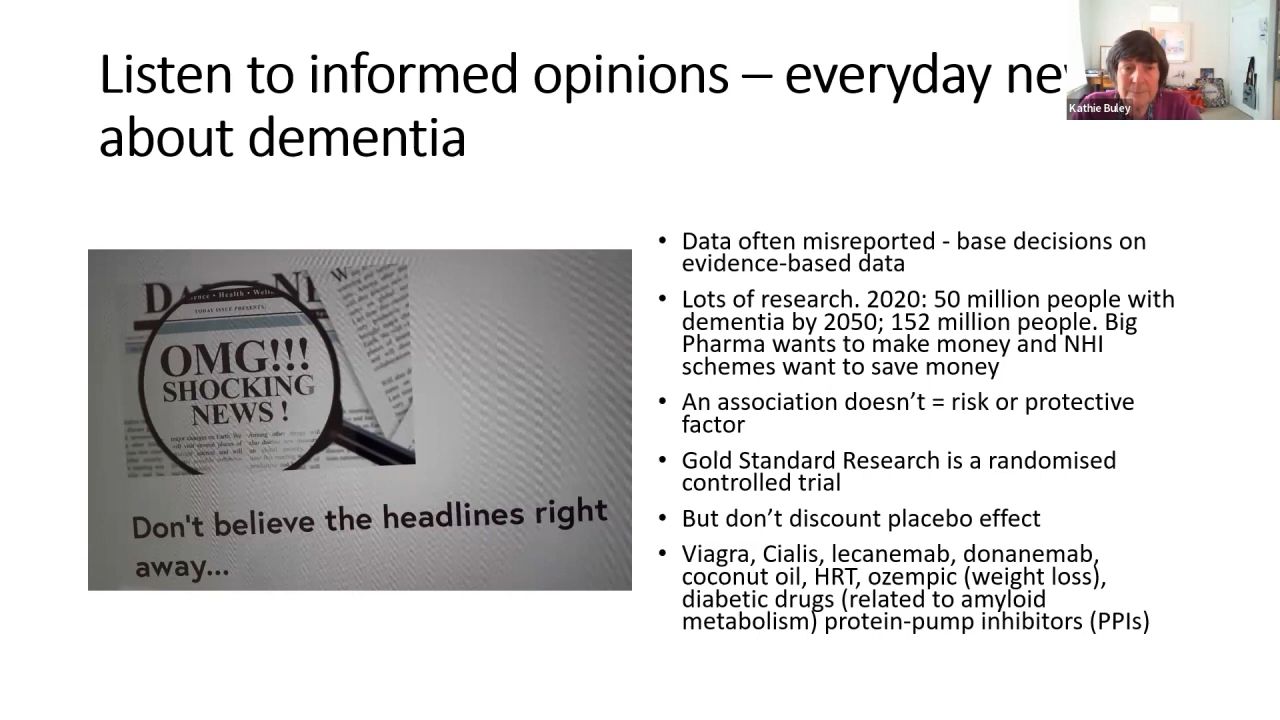 Listen to informed opinions – everyday
about dementia
Kathie Buley
OMG!!!
SHOCKING
NEWS !
TODAY ISSUE PRESENTS:
Don't believe the headlines right
away...
• Data often misreported - base decisions on
evidence-based data
• Lots of research. 2020: 50 million people with
dementia by 2050; 152 million people. Big
Pharma wants to make money and NHI
schemes want to save money
• An association doesn’t = risk or protective
factor
• Gold Standard Research is a randomised
controlled trial
• But don’t discount placebo effect
• Viagra, Cialis, lecanemab, donanemab,
coconut oil, HRT, ozempic (weight loss),
diabetic drugs (related to amyloid
metabolism) protein-pump inhibitors (PPIs)